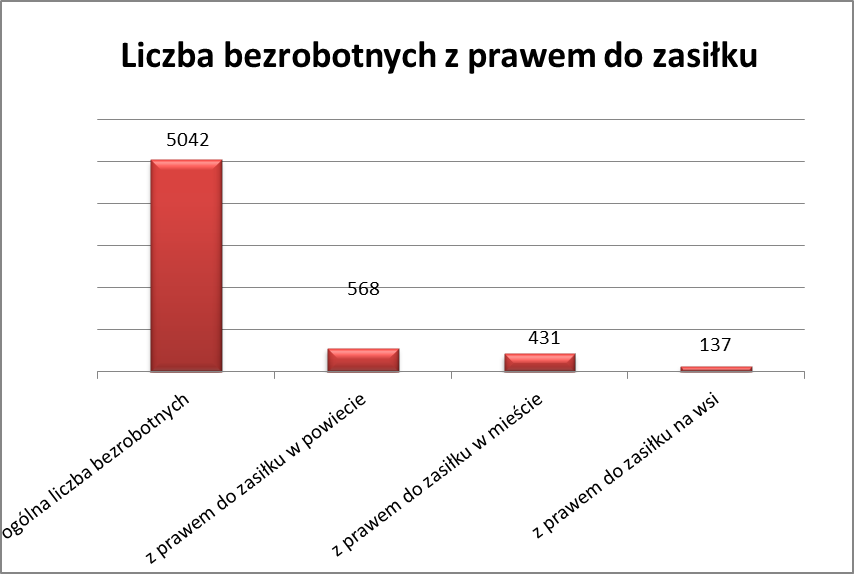 Liczba bezrobotnych z prawem do zasiłku
5042
568
431
137
ogólna liczba bezrobotnych
z prawem do zasiłku w powiecie
z prawem do zasiłku w mieście
z prawem do zasiłku na wsi